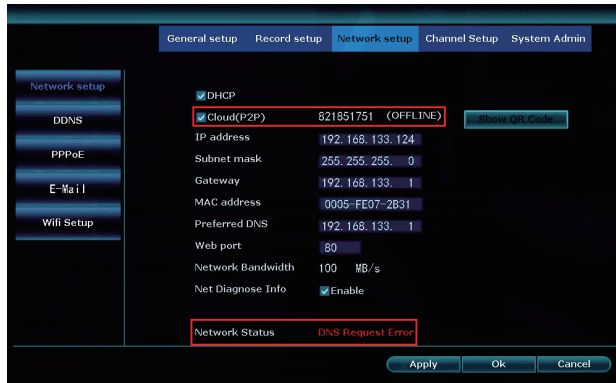 General setup Record setup Network setup Channel Setup System Admin
Network setup
DDNS
PPPoE
E-Mail
Wifi Setup
DHCP
Cloud(P2P) 821851751 (OFFLINE) Show QR Code
IP address 192.168.133.124
Subnet mask 255.255.255. 0
Gateway 192.168.133. 1
MAC address 0005-FE07-2B31
Preferred DNS 192.168.133. 1
Web port 80
Network Bandwidth 100 MB/s
Net Diagnose Info Enable
Network Status DNS Request Error
Apply Ok Cancel